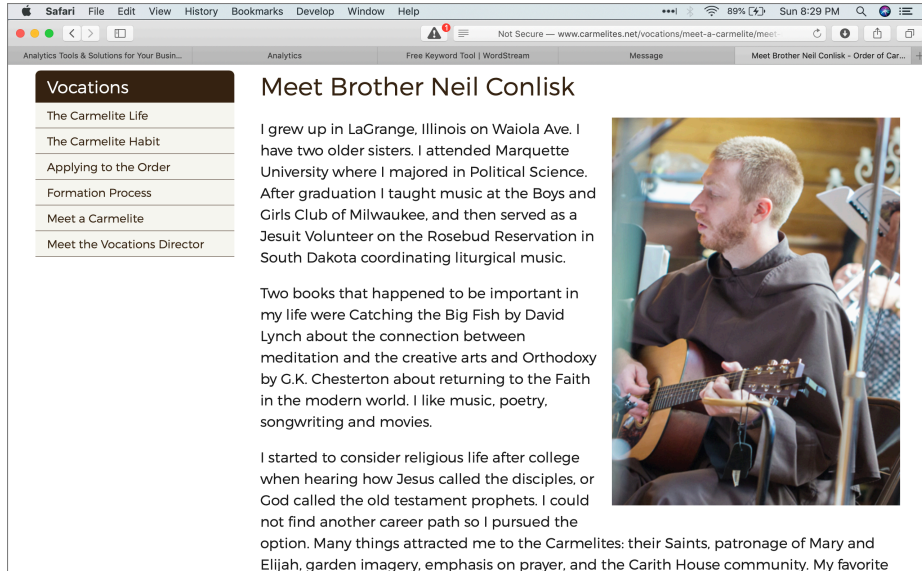 Safari File Edit View History Bookmarks Develop Window Help 89% Sun 8:29 PM
Not Secure — www.carmelites.net/vocations/meet-a-carmelite/meet-
Analytics Tools & Solutions for Your Busin... Analytics Free Keyword Tool | WordStream Message Meet Brother Neil Conlisk - Order of Car...
Vocations
The Carmelite Life
The Carmelite Habit
Applying to the Order
Formation Process
Meet a Carmelite
Meet the Vocations Director
Meet Brother Neil Conlisk
I grew up in LaGrange, Illinois on Waiola Ave. I
have two older sisters. I attended Marquette
University where I majored in Political Science.
After graduation I taught music at the Boys and
Girls Club of Milwaukee, and then served as a
Jesuit Volunteer on the Rosebud Reservation in
South Dakota coordinating liturgical music.
Two books that happened to be important in
my life were Catching the Big Fish by David
Lynch about the connection between
meditation and the creative arts and Orthodoxy
by G.K. Chesterton about returning to the Faith
in the modern world. I like music, poetry,
songwriting and movies.
I started to consider religious life after college
when hearing how Jesus called the disciples, or
God called the old testament prophets. I could
not find another career path so I pursued the
option. Many things attracted me to the Carmelites: their Saints, patronage of Mary and
Elijah, garden imagery, emphasis on prayer, and the Carith House community. My favorite